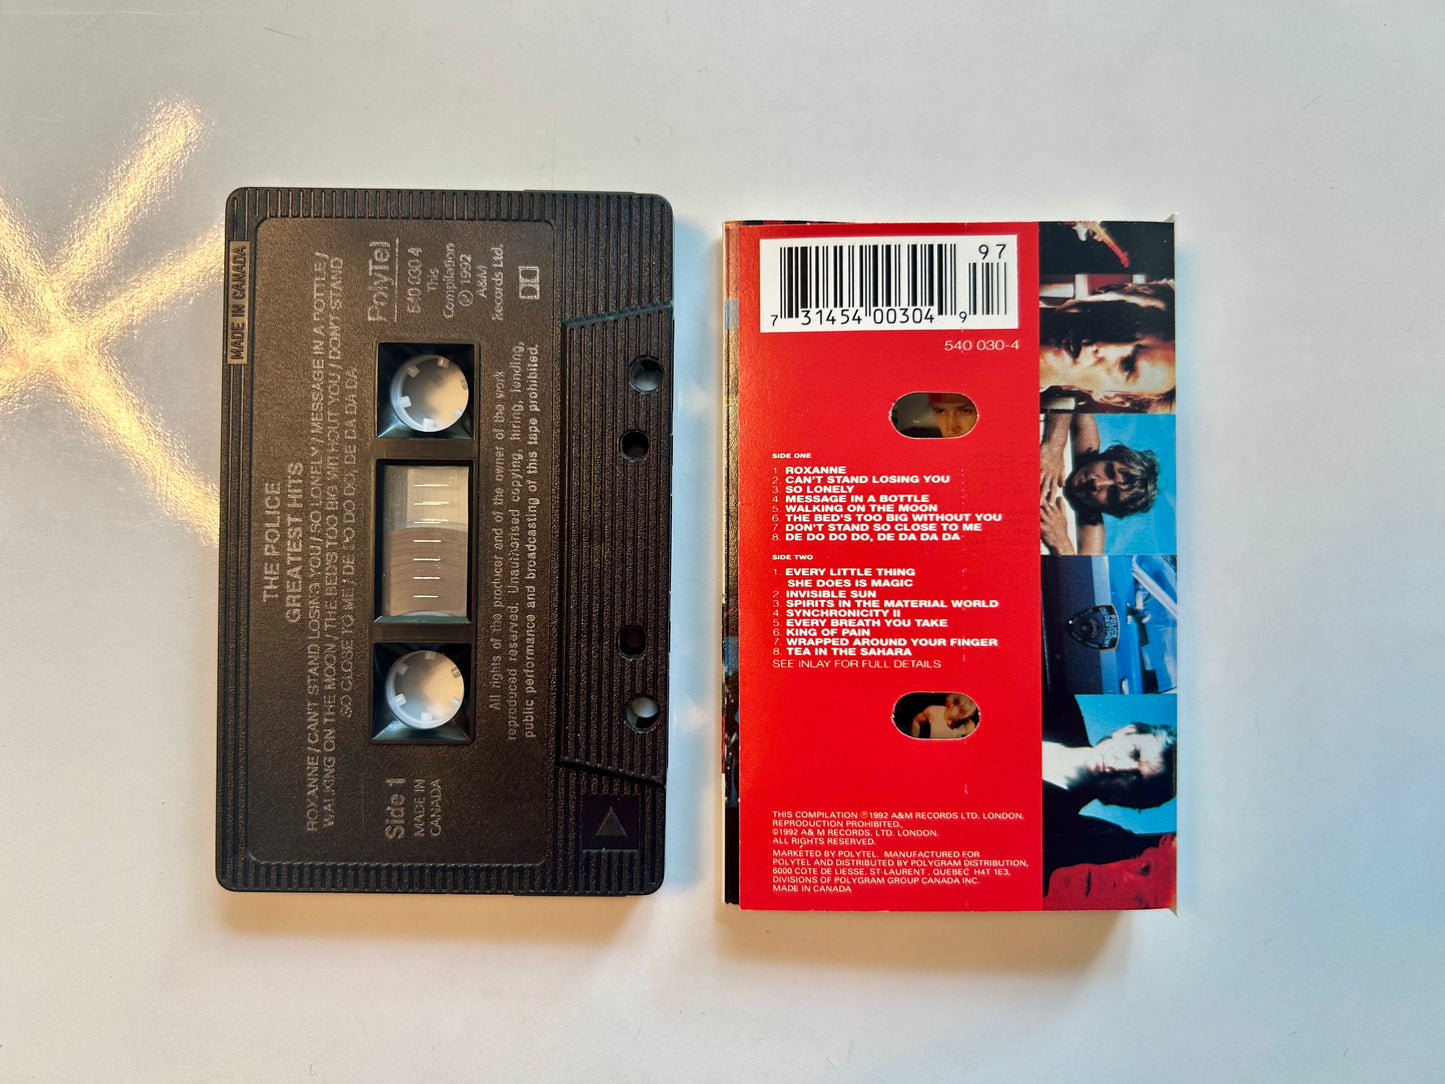 MADE IN CANADA
THE POLICE
GREATEST HITS
ROXANNE / CAN'T STAND LOSING YOU / SO LONELY / MESSAGE IN A BOTTLE /
WALKING ON THE MOON / THE BED'S TOO BIG WITHOUT YOU / DON'T STAND
SO CLOSE TO ME / DE DO DO DO, DE DA DA DA
PolyTel
540 030 4
This
Compilation
℗ 1992
A&M
Records Ltd.
Side 1
MADE IN
CANADA
All rights of the producer and of the owner of the work
reproduced reserved. Unauthorised copying, hiring, lending,
public performance and broadcasting of this tape prohibited.
97
7 31454 00304 9
540 030-4
SIDE ONE
1. ROXANNE
2. CAN'T STAND LOSING YOU
3. SO LONELY
4. MESSAGE IN A BOTTLE
5. WALKING ON THE MOON
6. THE BED'S TOO BIG WITHOUT YOU
7. DON'T STAND SO CLOSE TO ME
8. DE DO DO DO, DE DA DA DA
SIDE TWO
1. EVERY LITTLE THING
SHE DOES IS MAGIC
2. INVISIBLE SUN
3. SPIRITS IN THE MATERIAL WORLD
4. SYNCHRONICITY II
5. EVERY BREATH YOU TAKE
6. KING OF PAIN
7. WRAPPED AROUND YOUR FINGER
8. TEA IN THE SAHARA
SEE INLAY FOR FULL DETAILS
THIS COMPILATION ℗1992 A&M RECORDS LTD. LONDON.
REPRODUCTION PROHIBITED.
©1992 A& M RECORDS. LTD. LONDON.
ALL RIGHTS RESERVED.
MARKETED BY POLYTEL. MANUFACTURED FOR
POLYTEL AND DISTRIBUTED BY POLYGRAM DISTRIBUTION,
6000 COTE DE LIESSE, ST-LAURENT , QUEBEC H4T 1E3,
DIVISIONS OF POLYGRAM GROUP CANADA INC.
MADE IN CANADA